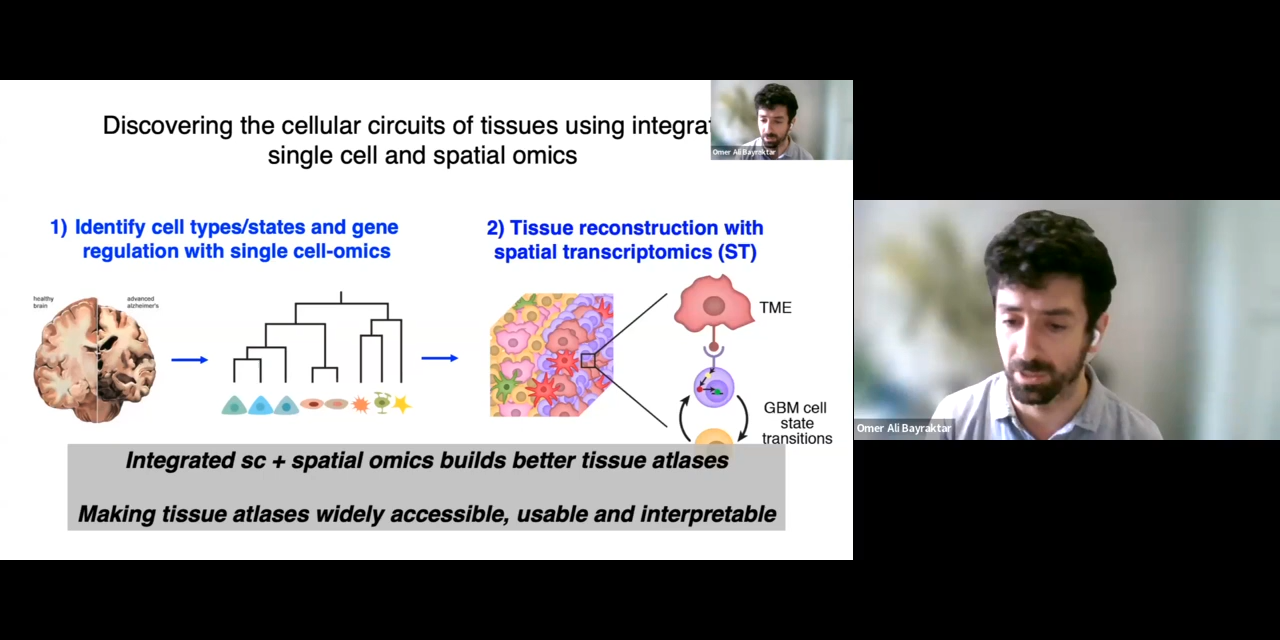 Discovering the cellular circuits of tissues using integrat
single cell and spatial omics
Omer Ali Bayraktar
1) Identify cell types/states and gene
regulation with single cell-omics
2) Tissue reconstruction with
spatial transcriptomics (ST)
healthy
brain
advanced
alzheimer's
TME
GBM cell
state
transitions
Integrated sc + spatial omics builds better tissue atlases
Making tissue atlases widely accessible, usable and interpretable
Omer Ali Bayraktar